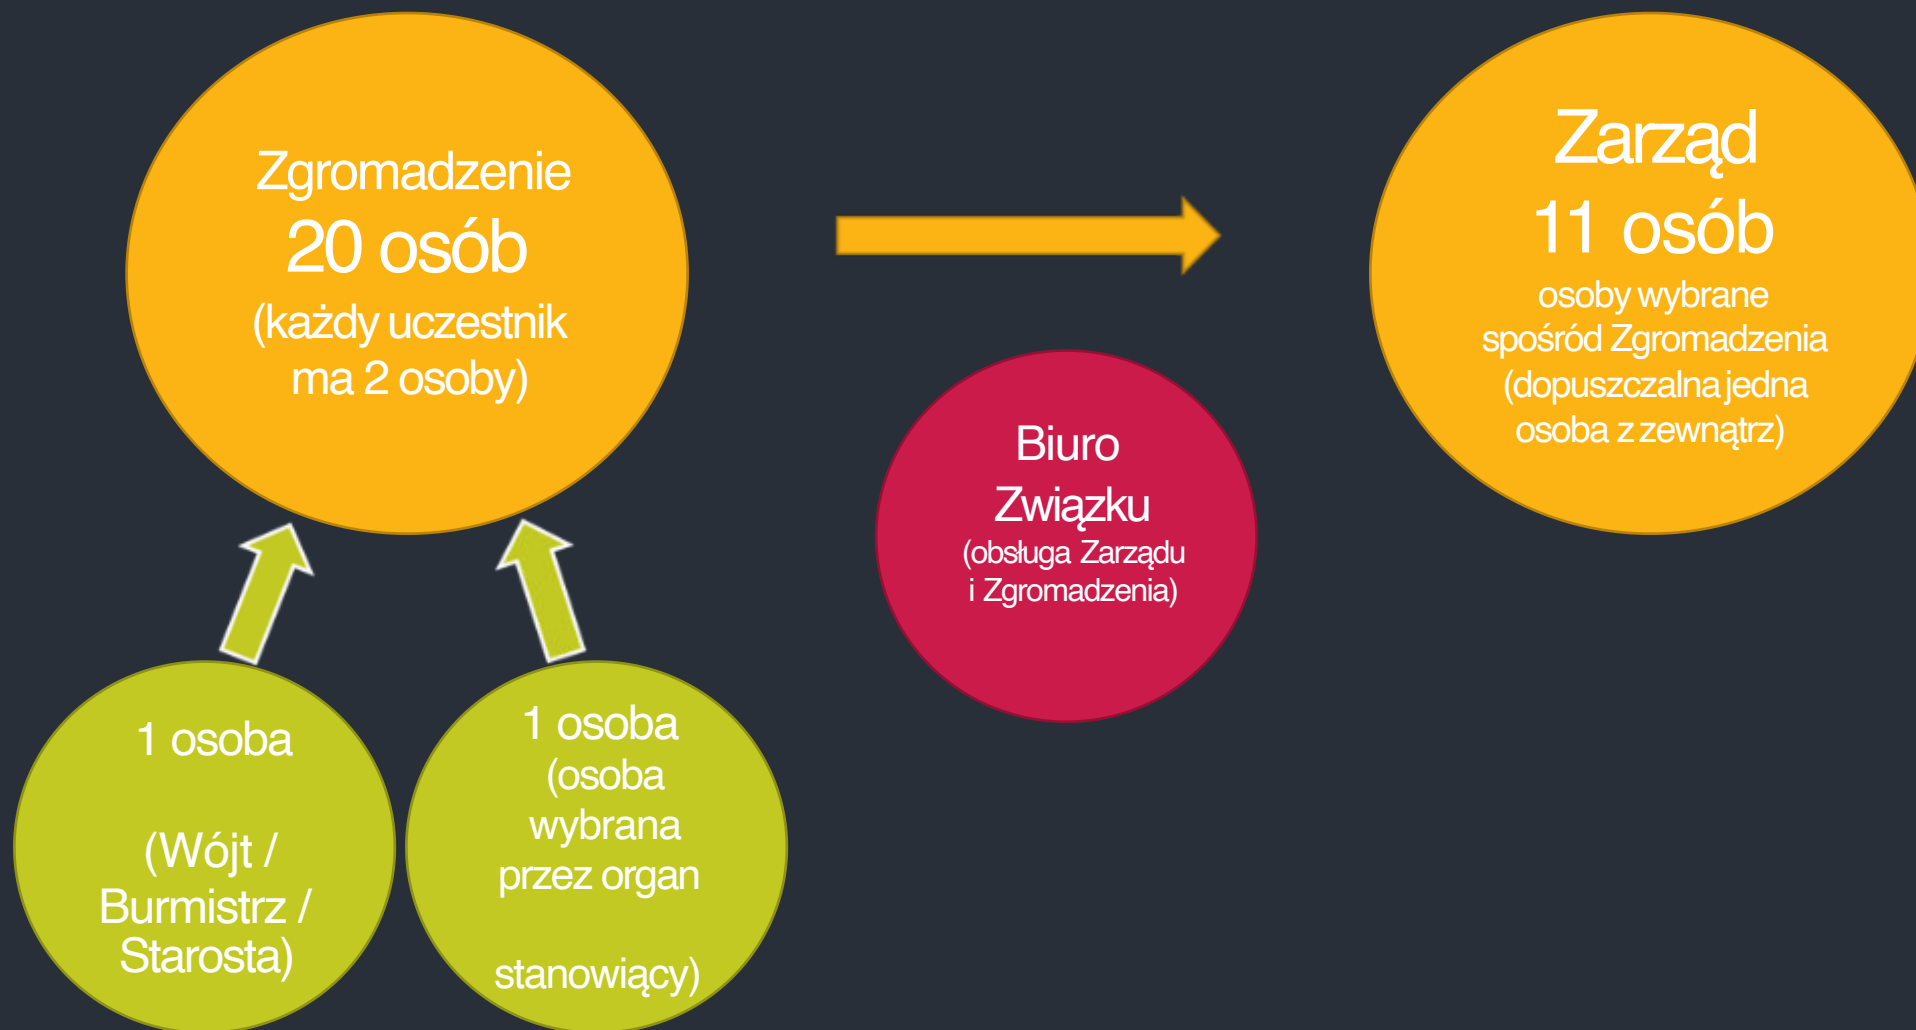 Zgromadzenie
20 osób
(każdy uczestnik
ma 2 osoby)
Zarząd
11 osób
osoby wybrane
spośród Zgromadzenia
(dopuszczalna jedna
osoba z zewnątrz)
Biuro
Związku
(obsługa Zarządu
i Zgromadzenia)
1 osoba
(Wójt /
Burmistrz /
Starosta)
1 osoba
(osoba
wybrana
przez organ
stanowiący)